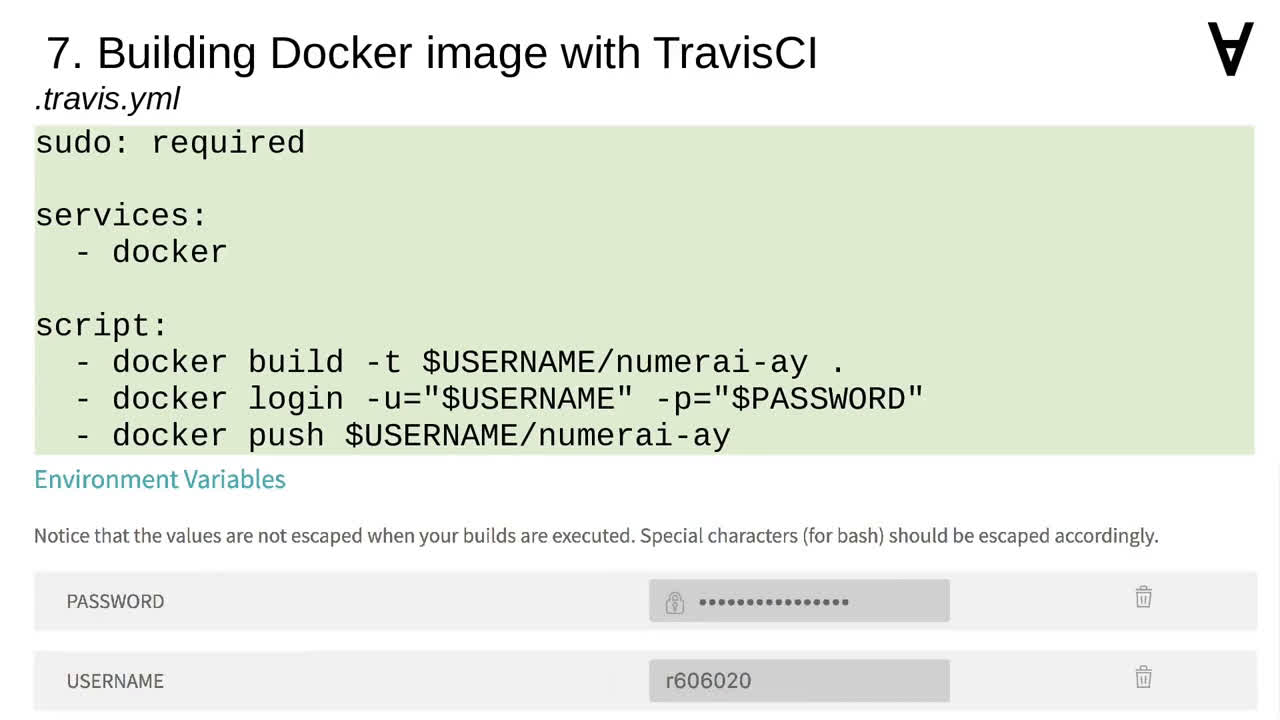 7. Building Docker image with TravisCI
.travis.yml
sudo: required
services:
  - docker
script:
  - docker build -t $USERNAME/numerai-ay .
  - docker login -u="$USERNAME" -p="$PASSWORD"
  - docker push $USERNAME/numerai-ay
Environment Variables
Notice that the values are not escaped when your builds are executed. Special characters (for bash) should be escaped accordingly.
PASSWORD ••••••••••••••••
USERNAME r606020